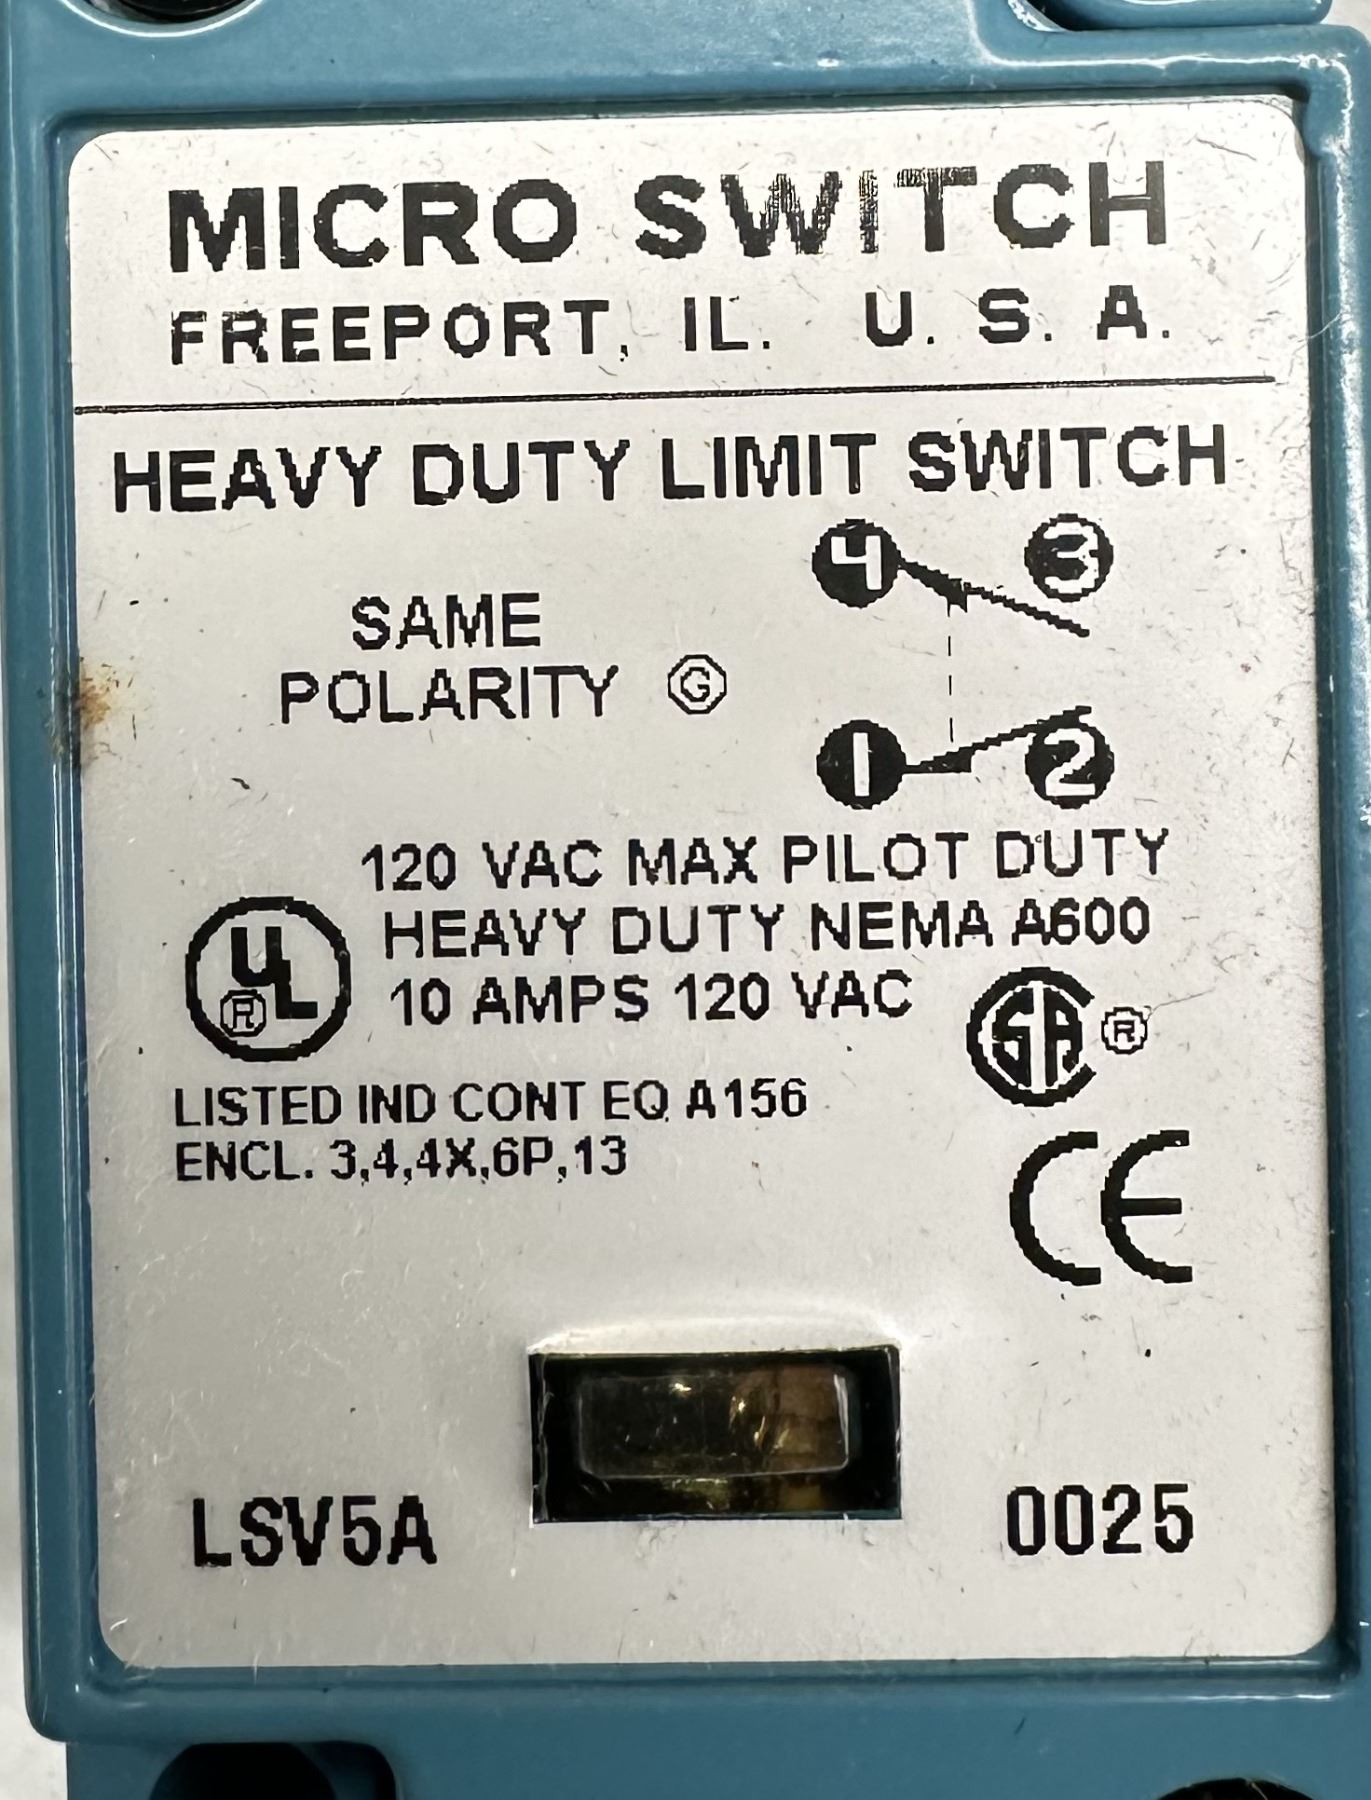 MICRO SWITCH
FREEPORT, IL. U. S. A.
HEAVY DUTY LIMIT SWITCH
4 3
SAME
POLARITY G
1 2
120 VAC MAX PILOT DUTY
HEAVY DUTY NEMA A600
10 AMPS 120 VAC
UL ®
CSA ®
LISTED IND CONT EQ A156
ENCL. 3,4,4X,6P,13
CE
LSV5A 0025